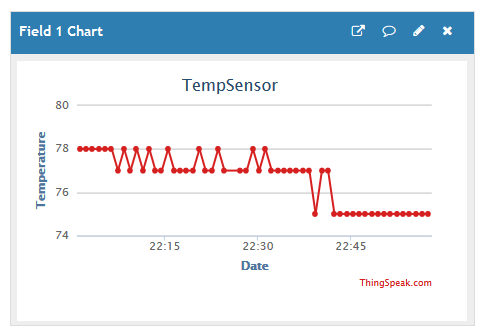 Field 1 Chart
TempSensor
80
78
76
74
Temperature
22:15 22:30 22:45
Date
ThingSpeak.com